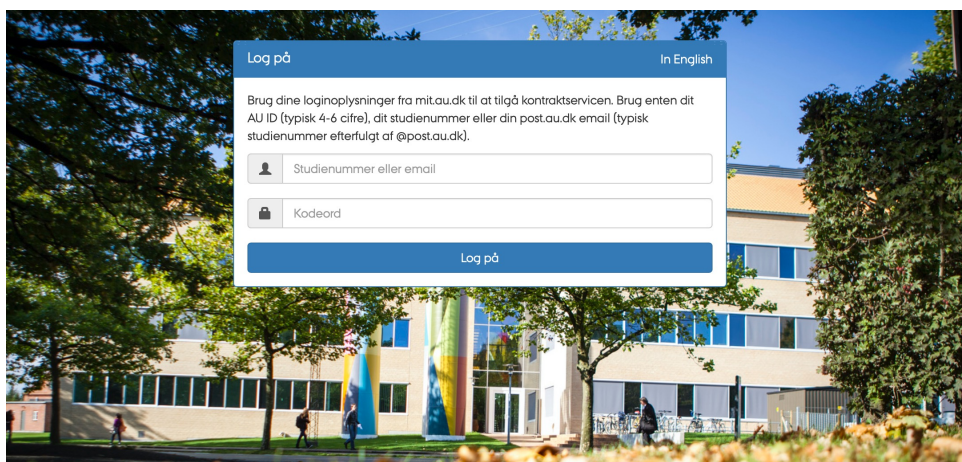 Log på
In English
Brug dine loginoplysninger fra mit.au.dk til at tilgå kontraktservicen. Brug enten dit
AU ID (typisk 4-6 cifre), dit studienummer eller din post.au.dk email (typisk
studienummer efterfulgt af @post.au.dk).
Studienummer eller email
Kodeord
Log på